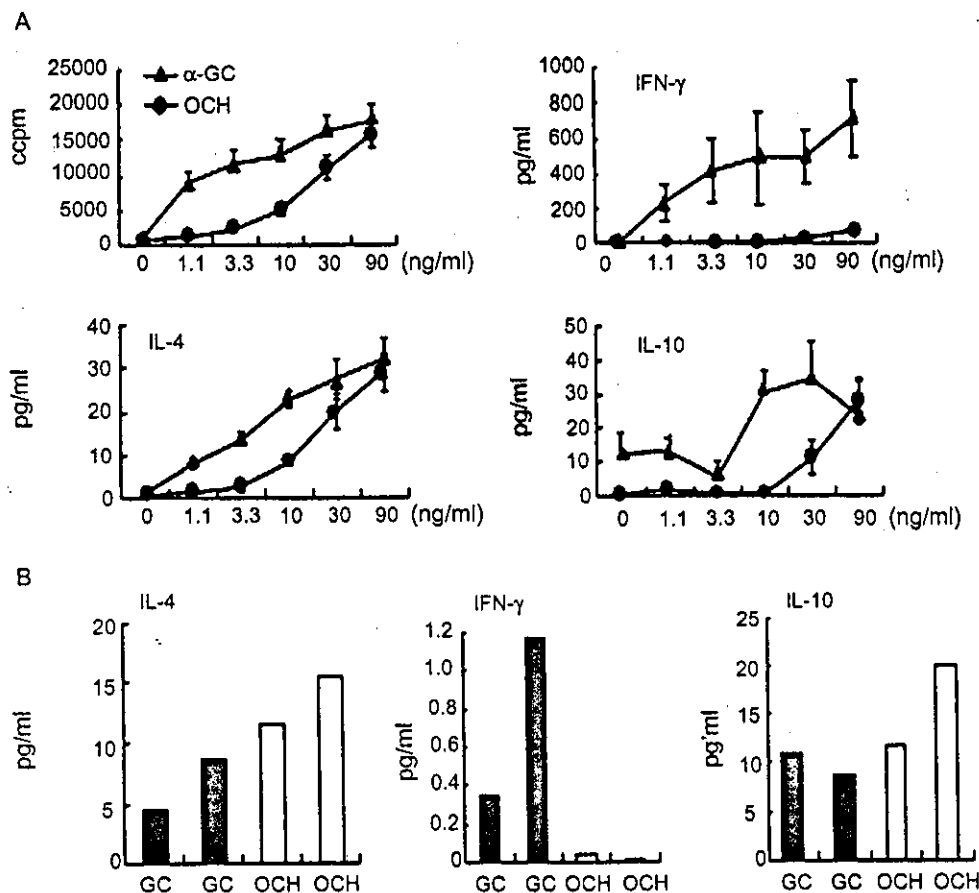 A
α-GC
OCH
ccpm
25000
20000
15000
10000
5000
0
0 1.1 3.3 10 30 90 (ng/ml)
IFN-γ
pg/ml
1000
800
600
400
200
0
0 1.1 3.3 10 30 90 (ng/ml)
IL-4
pg/ml
40
30
20
10
0
0 1.1 3.3 10 30 90 (ng/ml)
IL-10
pg/ml
50
40
30
20
10
0
0 1.1 3.3 10 30 90 (ng/ml)
B
IL-4
pg/ml
20
15
10
5
0
GC GC OCH OCH
IFN-γ
pg/ml
1.2
1.0
0.8
0.6
0.4
0.2
0
GC GC OCH OCH
IL-10
pg'ml
25
20
15
10
5
0
GC GC OCH OCH